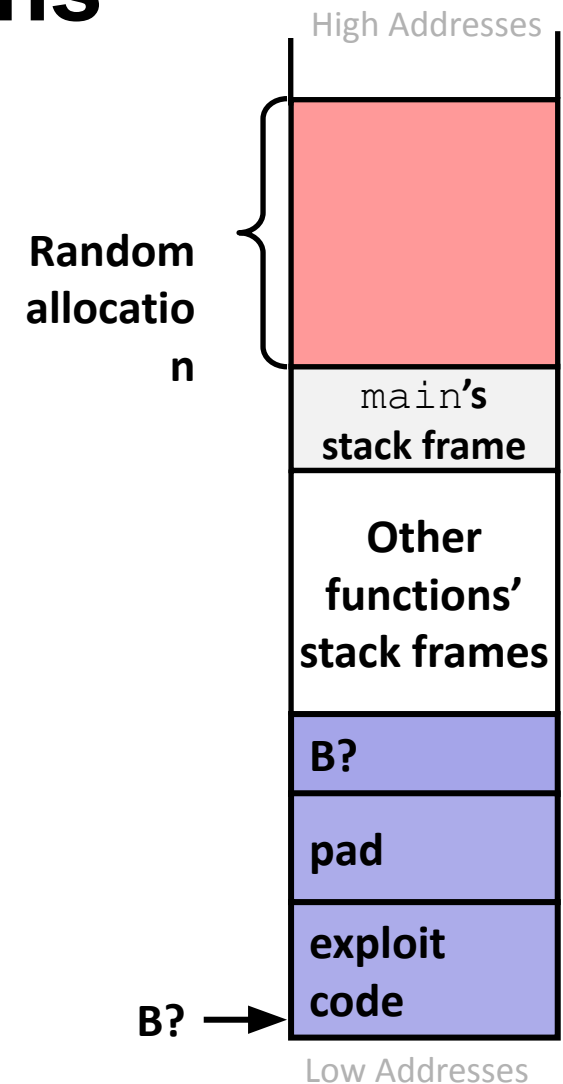 ns
High Addresses
Random
allocatio
n
main's
stack frame
Other
functions’
stack frames
B?
pad
exploit
code
B?
Low Addresses